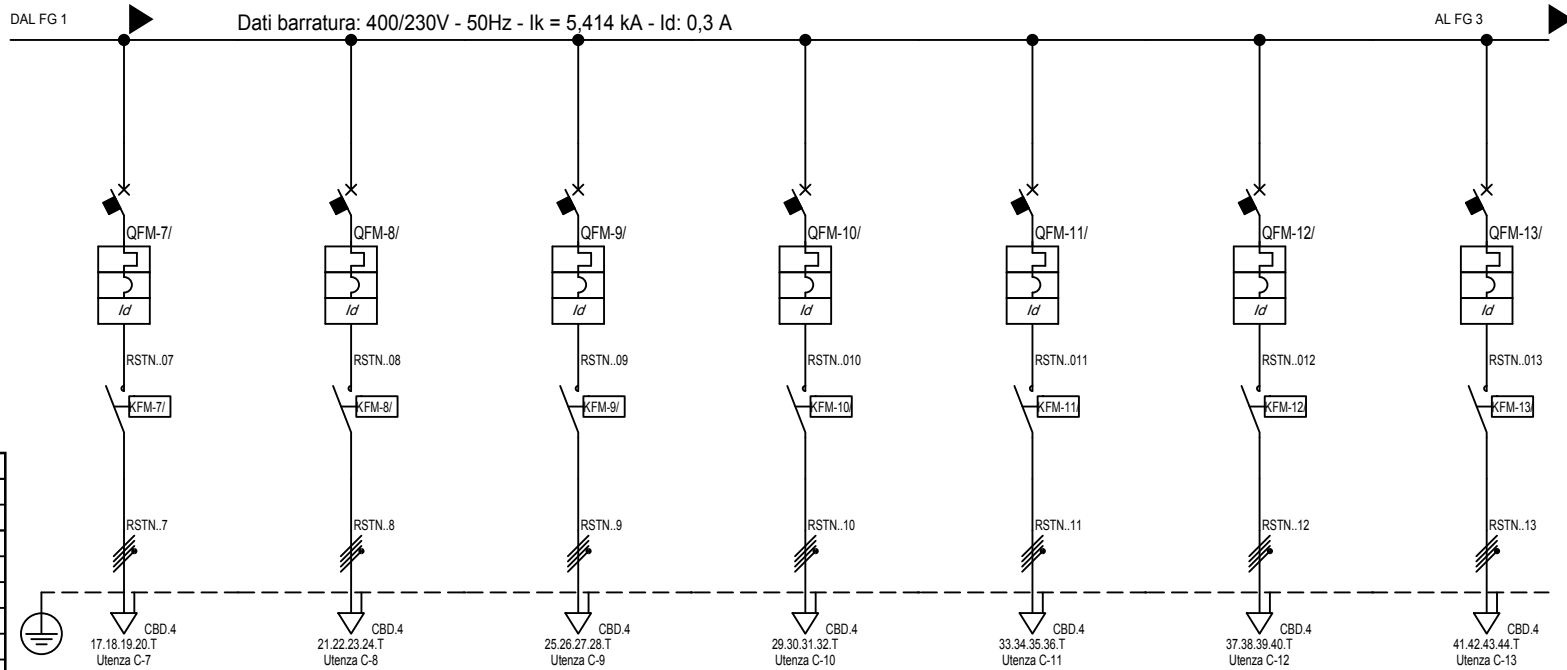 DAL FG 1
Dati barratura: 400/230V - 50Hz - Ik = 5,414 kA - Id: 0,3 A
AL FG 3
QFM-7/
QFM-8/
QFM-9/
QFM-10/
QFM-11/
QFM-12/
QFM-13/
Id
Id
Id
Id
Id
Id
Id
RSTN..07
RSTN..08
RSTN..09
RSTN..010
RSTN..011
RSTN..012
RSTN..013
KFM-7/
KFM-8/
KFM-9/
KFM-10/
KFM-11/
KFM-12/
KFM-13/
RSTN..7
RSTN..8
RSTN..9
RSTN..10
RSTN..11
RSTN..12
RSTN..13
CBD.4
CBD.4
CBD.4
CBD.4
CBD.4
CBD.4
CBD.4
17.18.19.20.T
21.22.23.24.T
25.26.27.28.T
29.30.31.32.T
33.34.35.36.T
37.38.39.40.T
41.42.43.44.T
Utenza C-7
Utenza C-8
Utenza C-9
Utenza C-10
Utenza C-11
Utenza C-12
Utenza C-13